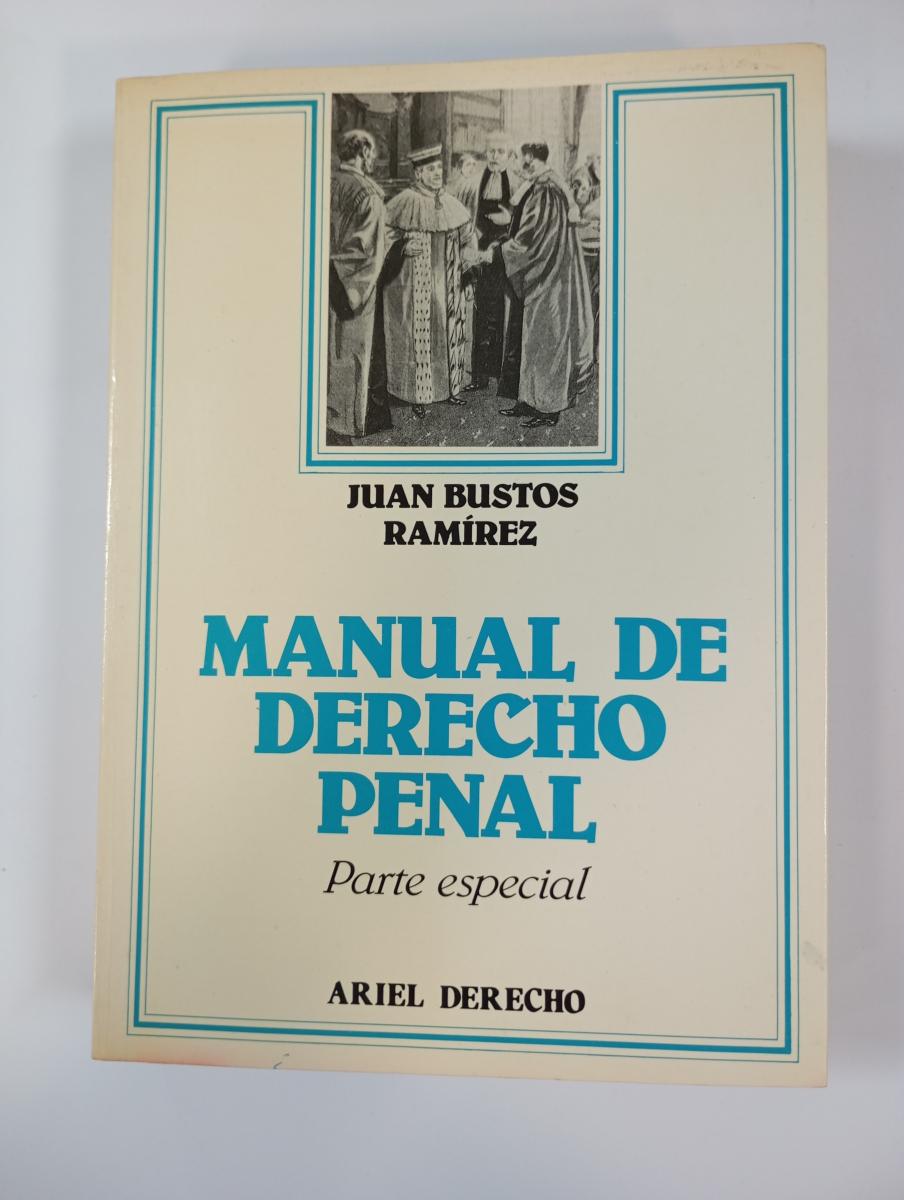 JUAN BUSTOS
RAMÍREZ
MANUAL DE
DERECHO
PENAL
Parte especial
ARIEL DERECHO